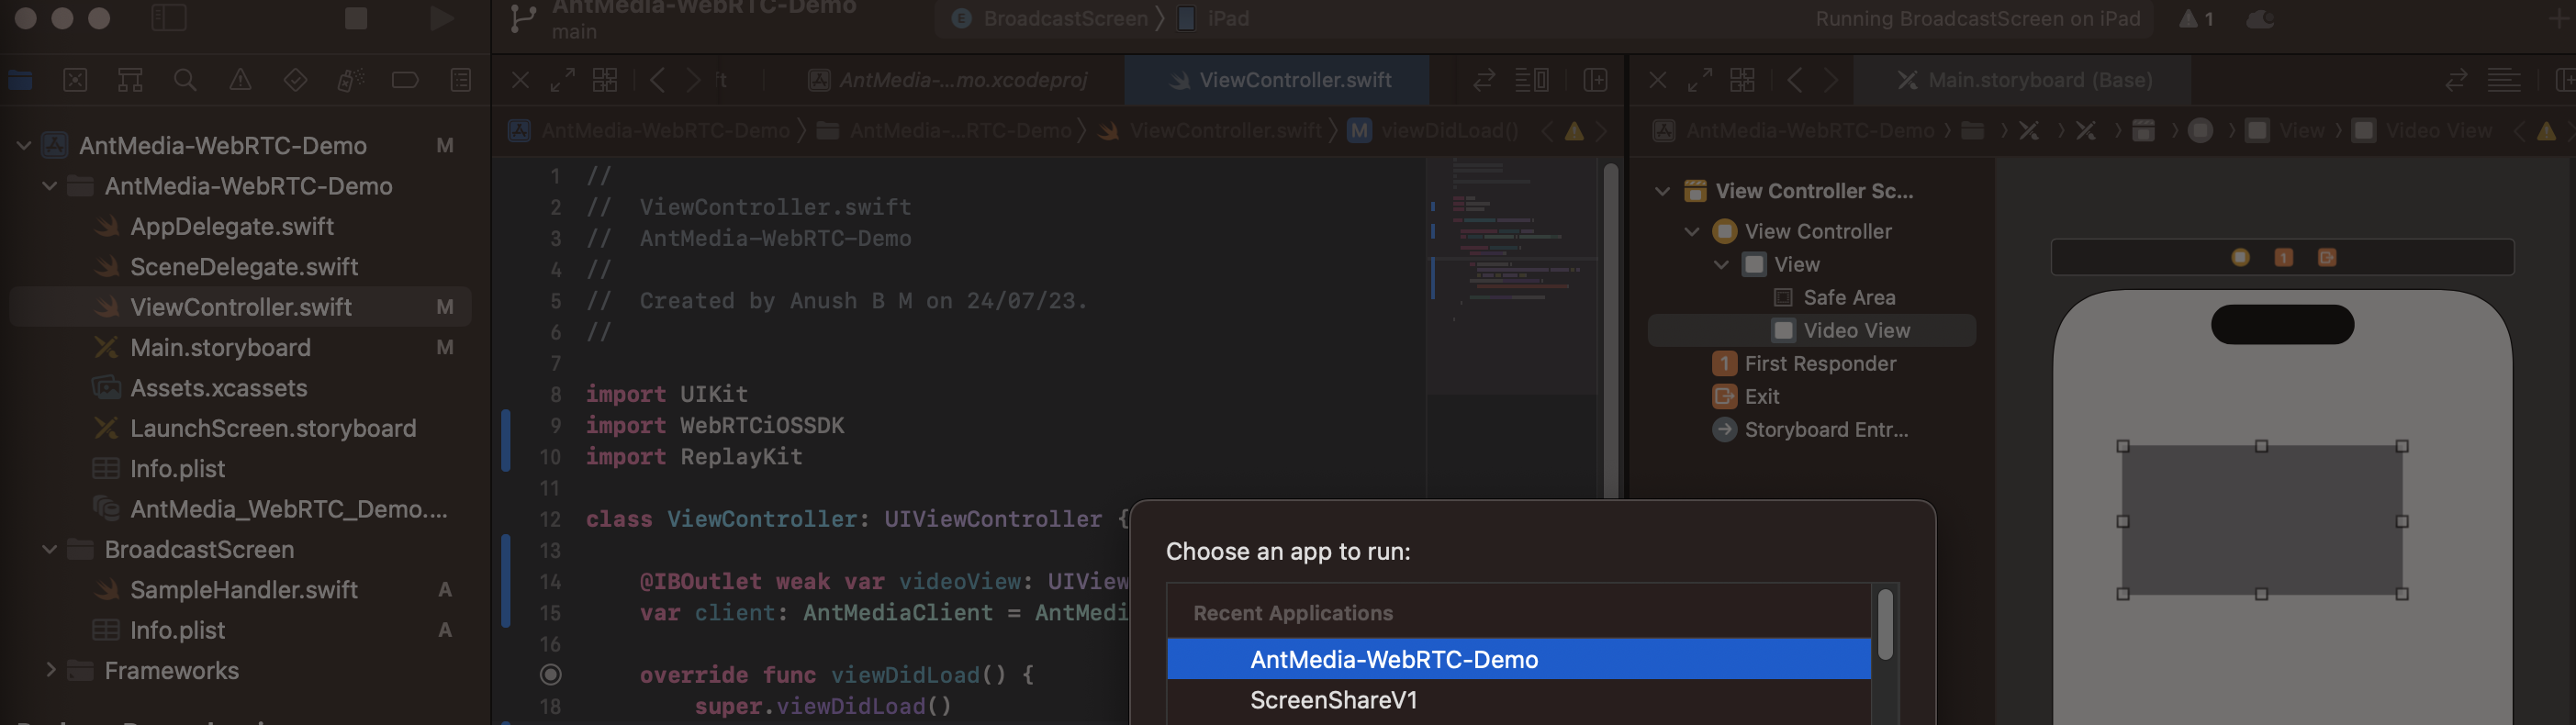 AntMedia-WebRTC-Demo
main
E BroadcastScreen iPad
Running BroadcastScreen on iPad
1
AntMedia-...mo.xcodeproj
ViewController.swift
Main.storyboard (Base)
AntMedia-WebRTC-Demo AntMedia-...RTC-Demo ViewController.swift M viewDidLoad()
AntMedia-WebRTC-Demo View Video View
AntMedia-WebRTC-Demo M
AntMedia-WebRTC-Demo
AppDelegate.swift
SceneDelegate.swift
ViewController.swift M
Main.storyboard M
Assets.xcassets
LaunchScreen.storyboard
Info.plist
AntMedia_WebRTC_Demo....
BroadcastScreen
SampleHandler.swift A
Info.plist A
Frameworks
1 //
2 // ViewController.swift
3 // AntMedia-WebRTC-Demo
4 //
5 // Created by Anush B M on 24/07/23.
6 //
7
8 import UIKit
9 import WebRTCiOSSDK
10 import ReplayKit
11
12 class ViewController: UIViewController {
13
14 @IBOutlet weak var videoView: UIView
15 var client: AntMediaClient = AntMedi
16
override func viewDidLoad() {
18 super.viewDidLoad()
View Controller Sc...
View Controller
View
Safe Area
Video View
1 First Responder
Exit
Storyboard Entr...
1
Choose an app to run:
Recent Applications
AntMedia-WebRTC-Demo
ScreenShareV1